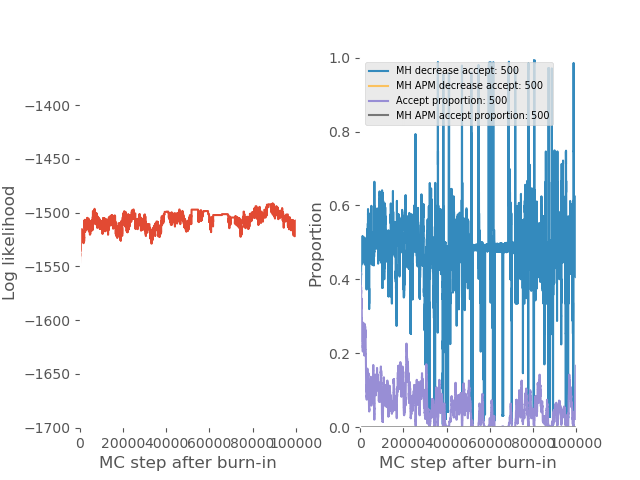 1.0
MH decrease accept: 500
MH APM decrease accept: 500
Accept proportion: 500
MH APM accept proportion: 500
−1400
−1450
−1500
−1550
−1600
−1650
−1700
Log likelihood
0.8
0.6
0.4
0.2
0.0
Proportion
0 20000 40000 60000 80000 100000
0 20000 40000 60000 80000 100000
MC step after burn-in
MC step after burn-in